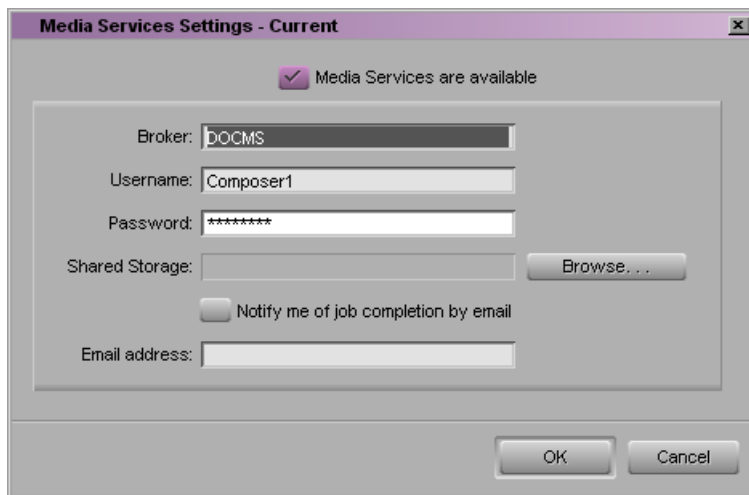 Media Services Settings - Current
Media Services are available
Broker: DOCMS
Username: Composer1
Password: ********
Shared Storage: Browse. . .
Notify me of job completion by email
Email address:
OK Cancel